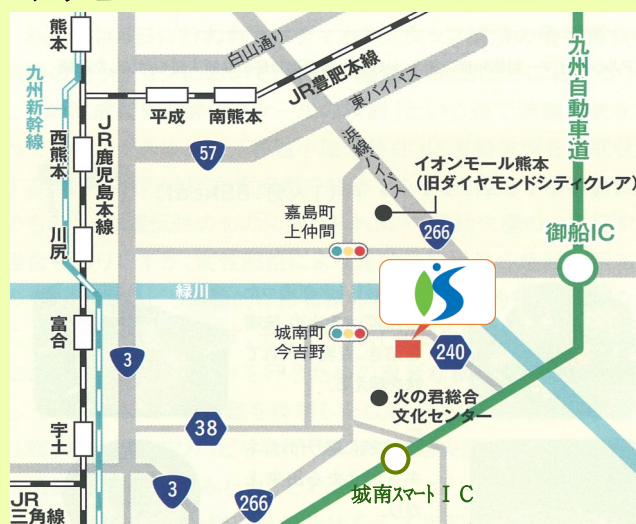 熊本
白山通り
JR豊肥本線
九州自動車道
九州新幹線
平成
南熊本
東バイパス
西熊本
JR鹿児島本線
57
浜線バイパス
イオンモール熊本
(旧ダイヤモンドシティクレア)
嘉島町
上仲間
266
川尻
御船IC
緑川
富合
城南町
今吉野
3
240
火の君総合
文化センター
38
宇土
城南スマートIC
3
266
JR
三角線